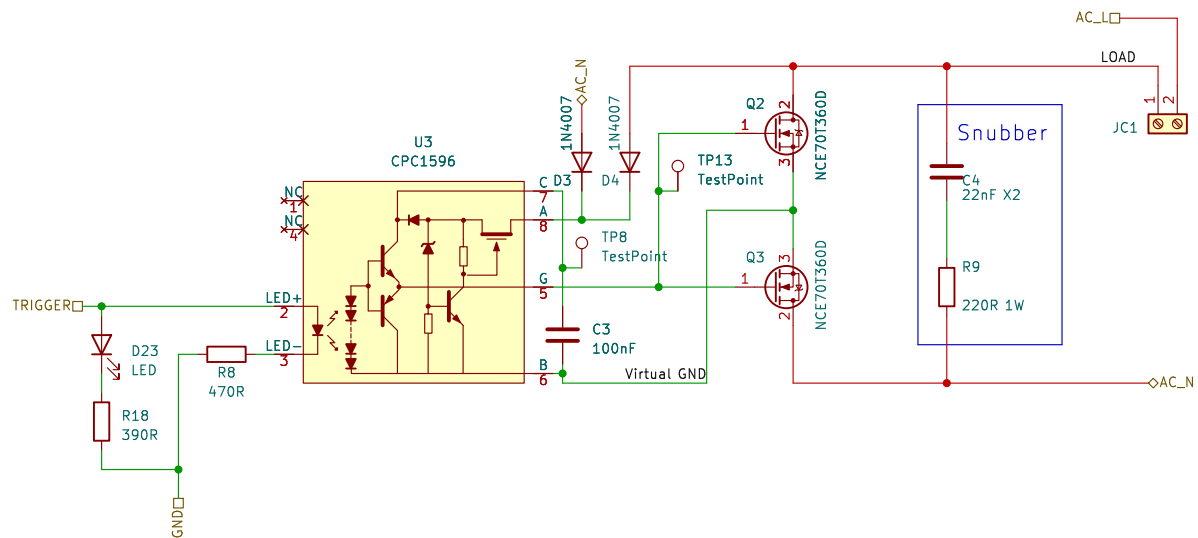 AC_L
LOAD
AC_N
1N4007
1N4007
Q2
2
1
3
NCE70T360D
1
2
JC1
Snubber
U3
CPC1596
TP13
TestPoint
D3
D4
NC
1
NC
4
C
7
A
8
TP8
TestPoint
C4
22nF X2
Q3
3
1
2
NCE70T360D
G
5
R9
220R 1W
TRIGGER
LED+
2
LED-
3
C3
100nF
D23
LED
R8
470R
B
6
Virtual GND
AC_N
R18
390R
GND